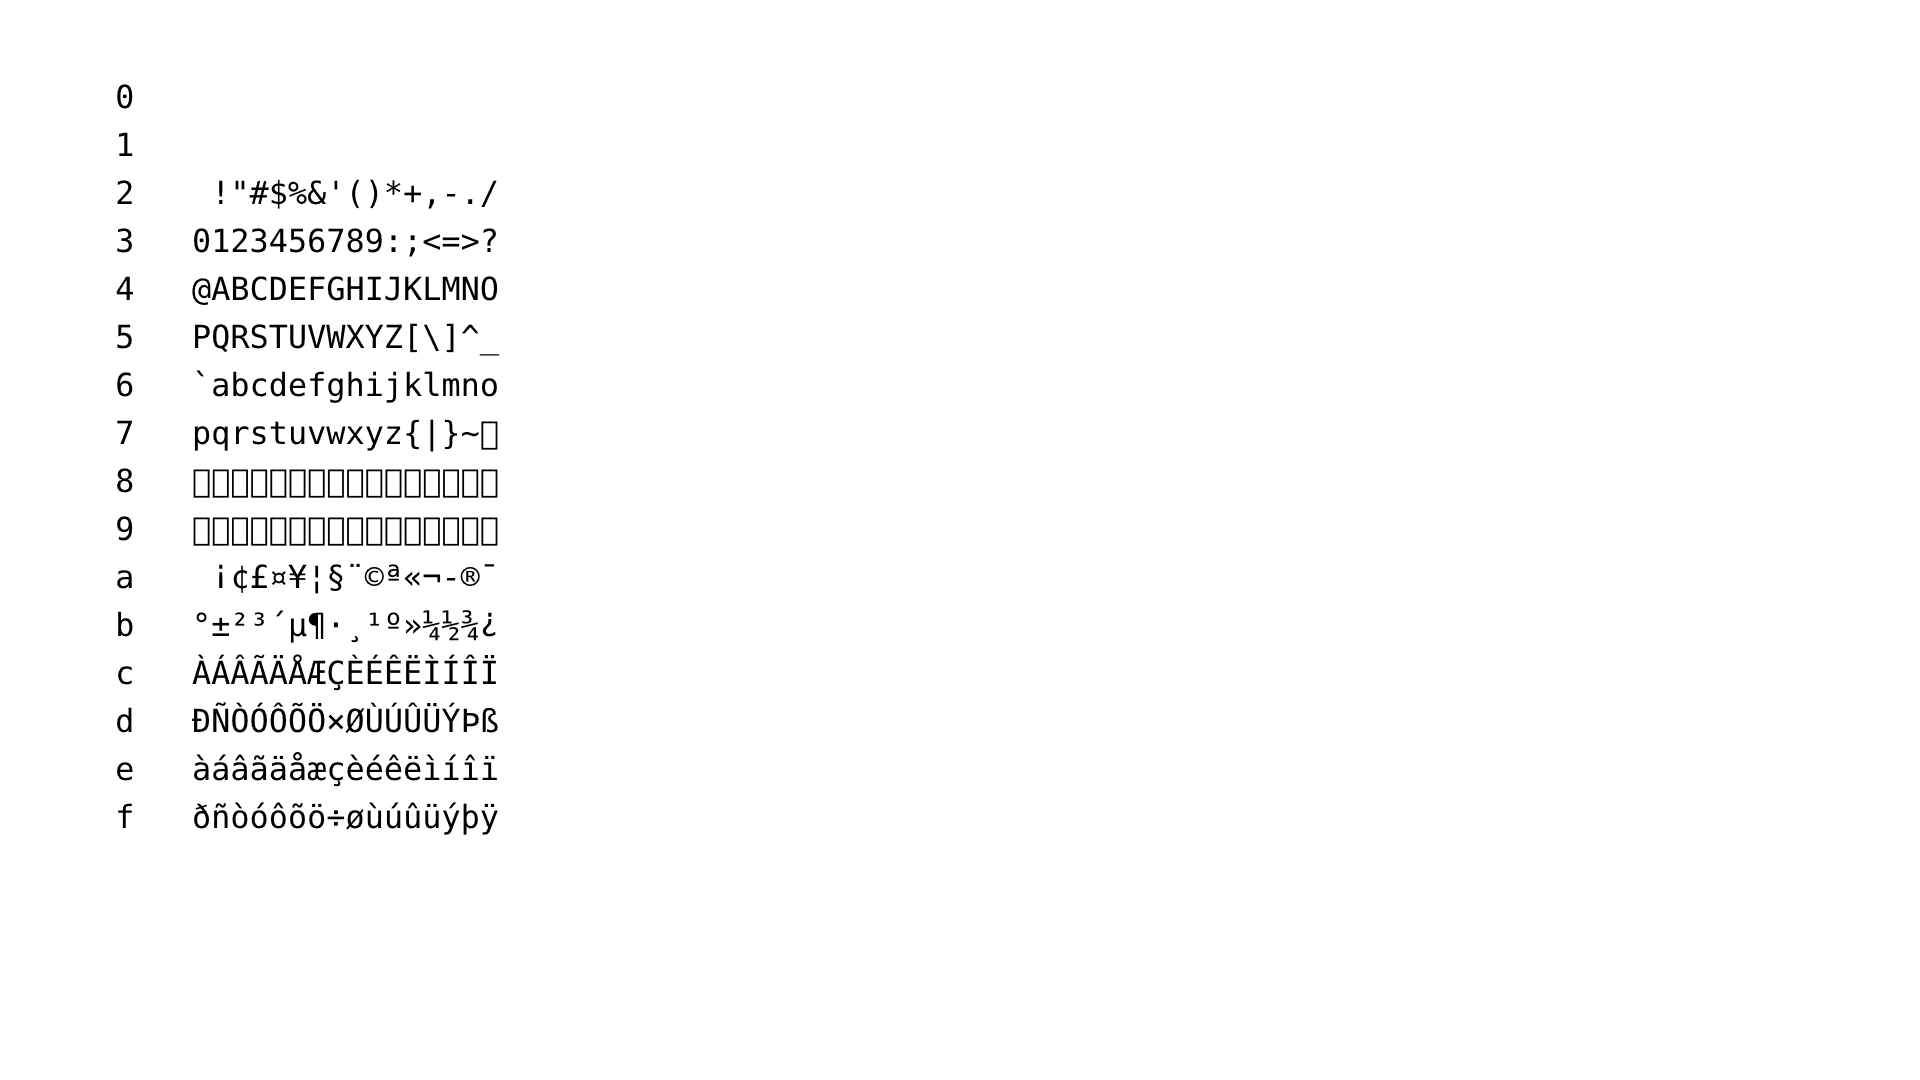 0
1
2    !"#$%&'()*+,-./
3   0123456789:;<=>?
4   @ABCDEFGHIJKLMNO
5   PQRSTUVWXYZ[\]^_
6   `abcdefghijklmno
7   pqrstuvwxyz{|}~▯
8   ▯▯▯▯▯▯▯▯▯▯▯▯▯▯▯▯
9   ▯▯▯▯▯▯▯▯▯▯▯▯▯▯▯▯
a    ¡¢£¤¥¦§¨©ª«¬-®¯
b   °±²³´µ¶·¸¹º»¼½¾¿
c   ÀÁÂÃÄÅÆÇÈÉÊËÌÍÎÏ
d   ÐÑÒÓÔÕÖ×ØÙÚÛÜÝÞß
e   àáâãäåæçèéêëìíîï
f   ðñòóôõö÷øùúûüýþÿ